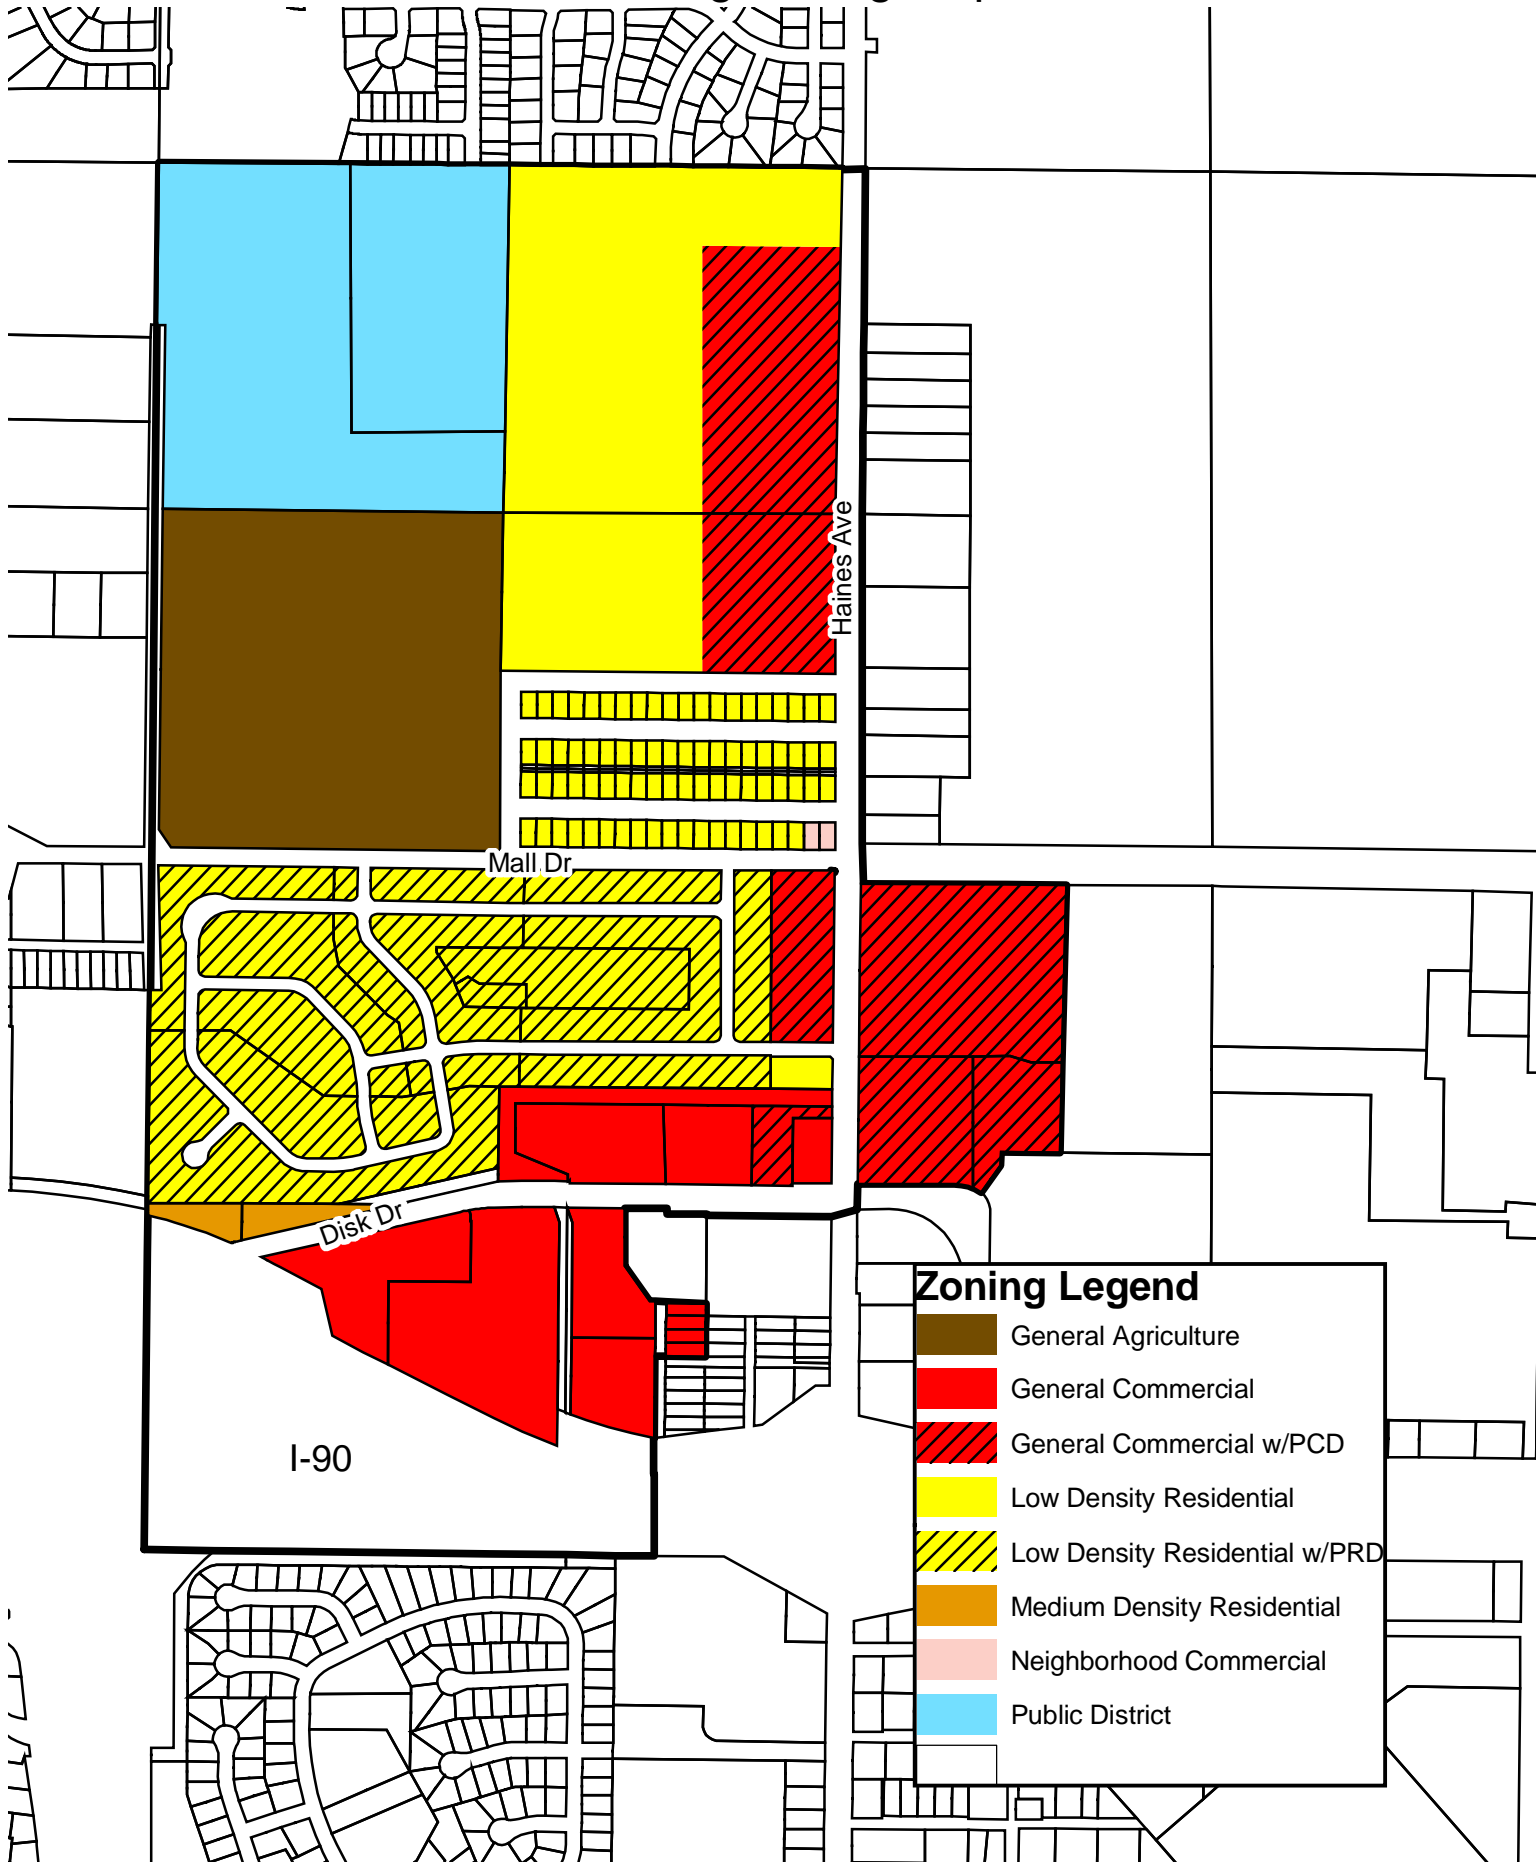 Haines Ave
Mall Dr
Disk Dr
I-90
Zoning Legend
General Agriculture
General Commercial
General Commercial w/PCD
Low Density Residential
Low Density Residential w/PRD
Medium Density Residential
Neighborhood Commercial
Public District